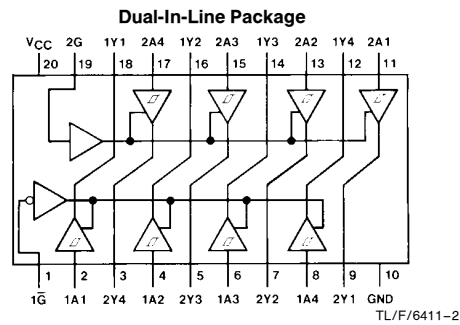 Dual-In-Line Package
VCC 2G 1Y1 2A4 1Y2 2A3 1Y3 2A2 1Y4 2A1
20 19 18 17 16 15 14 13 12 11
1 2 3 4 5 6 7 8 9 10
1G̅ 1A1 2Y4 1A2 2Y3 1A3 2Y2 1A4 2Y1 GND
TL/F/6411–2